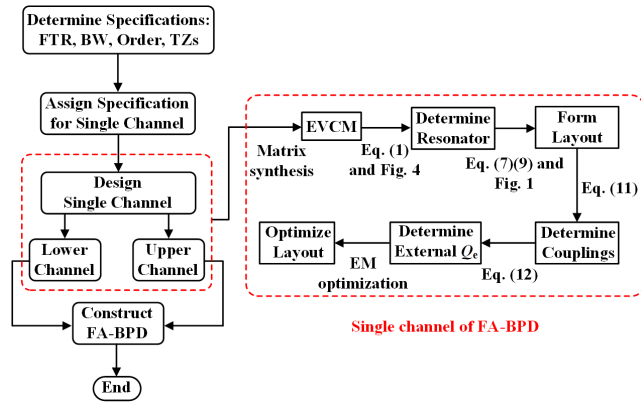 Determine Specifications:
FTR, BW, Order, TZs
Assign Specification
for Single Channel
Design
Single Channel
Lower
Channel
Upper
Channel
Construct
FA-BPD
End
EVCM
Matrix
synthesis
Eq. (1)
and Fig. 4
Determine
Resonator
Eq. (7)(9) and
Fig. 1
Form
Layout
Eq. (11)
Determine
Couplings
Eq. (12)
Determine
External Qe
EM
optimization
Optimize
Layout
Single channel of FA-BPD